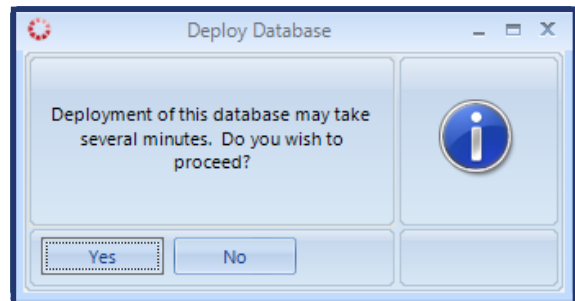 Deploy Database
Deployment of this database may take
several minutes. Do you wish to
proceed?
Yes
No